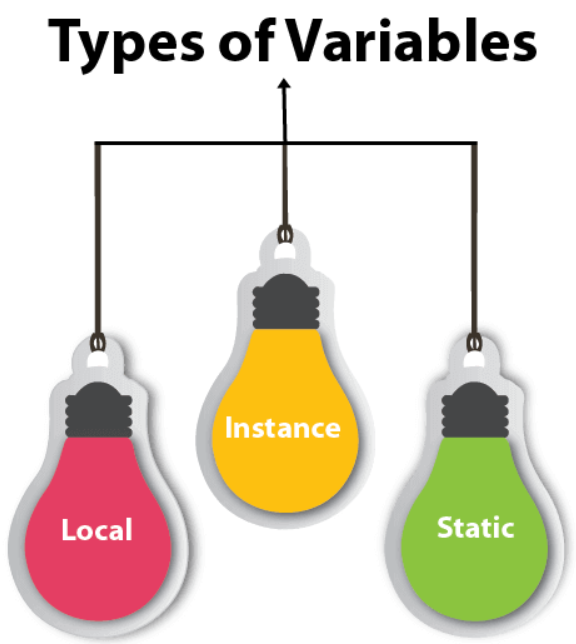 Types of Variables
Instance
Local
Static